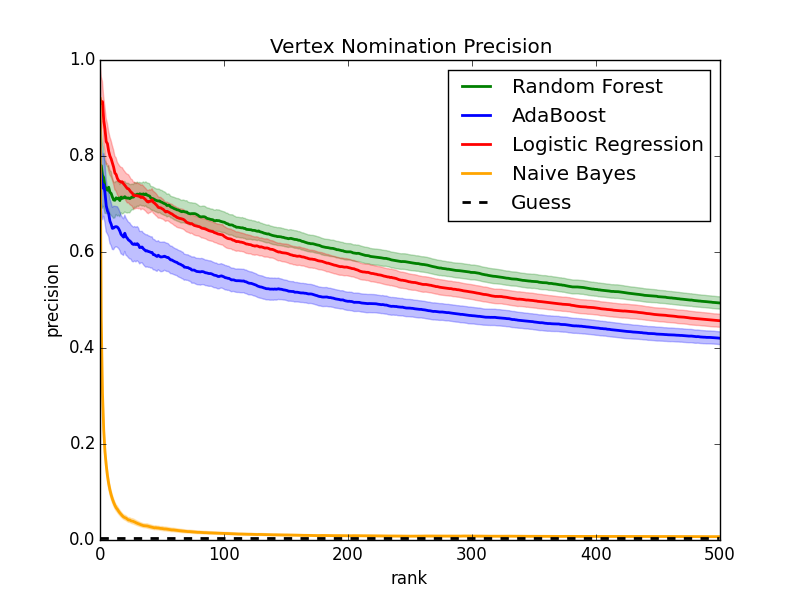 Vertex Nomination Precision
1.0
0.8
0.6
0.4
0.2
0.0
precision
Random Forest
AdaBoost
Logistic Regression
Naive Bayes
Guess
0
100
200
300
400
500
rank